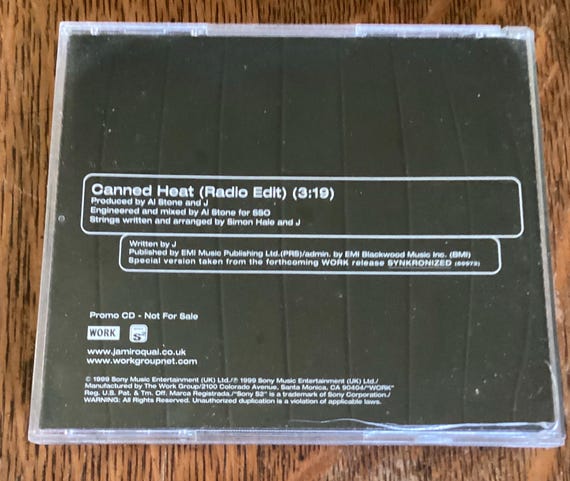 Canned Heat (Radio Edit) (3:19)
Produced by Al Stone and J
Engineered and mixed by Al Stone for SSO
Strings written and arranged by Simon Hale and J
Written by J
Published by EMI Music Publishing Ltd.(PRS)/admin. by EMI Blackwood Music Inc. (BMI)
Special version taken from the forthcoming WORK release SYNKRONIZED (69973)
Promo CD - Not For Sale
WORK S2
www.jamiroquai.co.uk
www.workgroupnet.com
© 1999 Sony Music Entertainment (UK) Ltd./℗ 1999 Sony Music Entertainment (UK) Ltd./
Manufactured by The Work Group/2100 Colorado Avenue, Santa Monica, CA 90404/"WORK"
Reg. U.S. Pat. & Tm. Off. Marca Registrada./"Sony S2" is a trademark of Sony Corporation./
WARNING: All Rights Reserved. Unauthorized duplication is a violation of applicable laws.